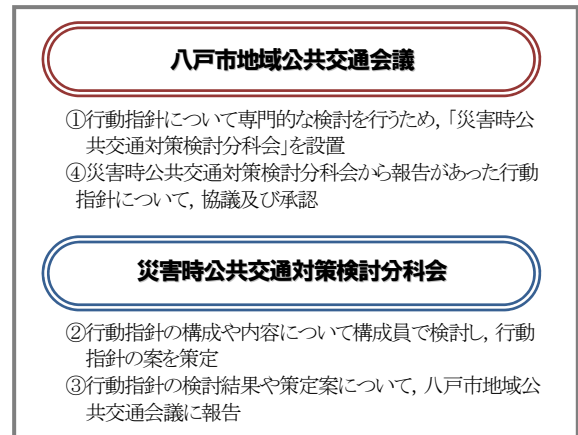 八戸市地域公共交通会議
①行動指針について専門的な検討を行うため，「災害時公
共交通対策検討分科会」を設置
④災害時公共交通対策検討分科会から報告があった行動
指針について，協議及び承認
災害時公共交通対策検討分科会
②行動指針の構成や内容について構成員で検討し，行動
指針の案を策定
③行動指針の検討結果や策定案について，八戸市地域公
共交通会議に報告